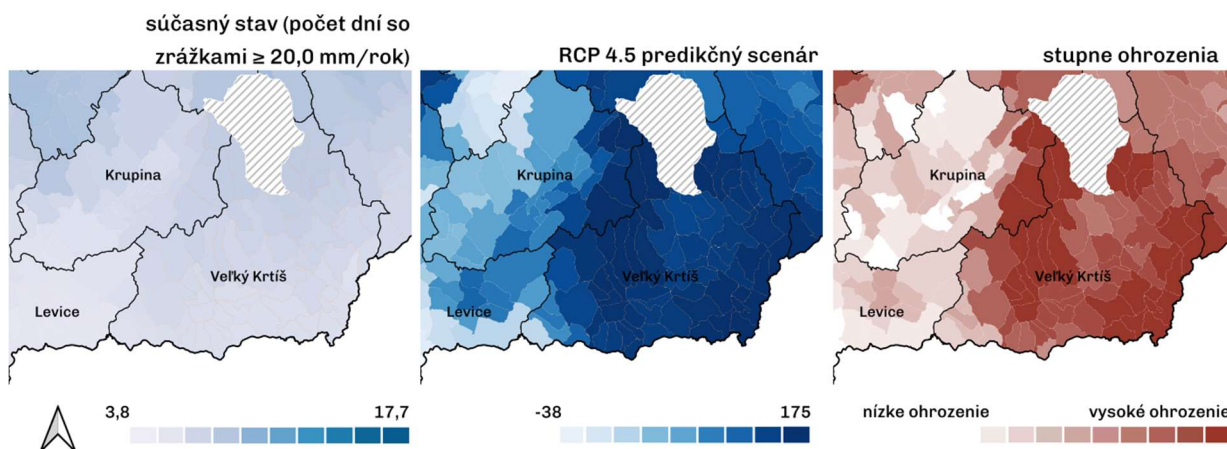 súčasný stav (počet dní so
zrážkami ≥ 20,0 mm/rok)
RCP 4.5 predikčný scenár
stupne ohrozenia
Krupina
Veľký Krtíš
Levice
Krupina
Veľký Krtíš
Levice
Krupina
Veľký Krtíš
Levice
3,8
17,7
-38
175
nízke ohrozenie
vysoké ohrozenie